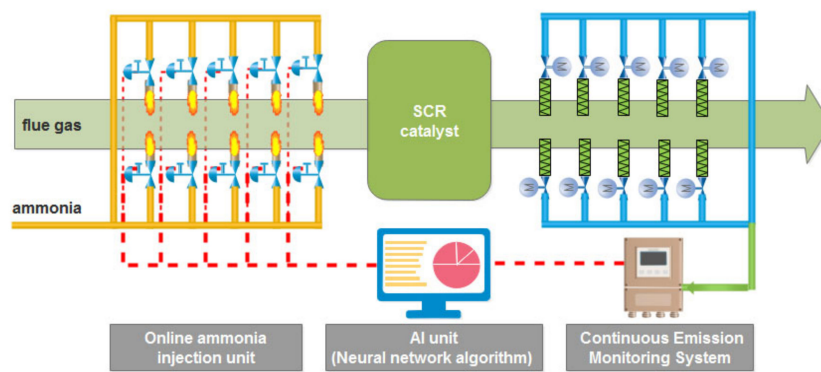 flue gas
SCR
catalyst
ammonia
M
M
M
M
M
M
M
M
M
M
Online ammonia
injection unit
AI unit
(Neural network algorithm)
Continuous Emission
Monitoring System